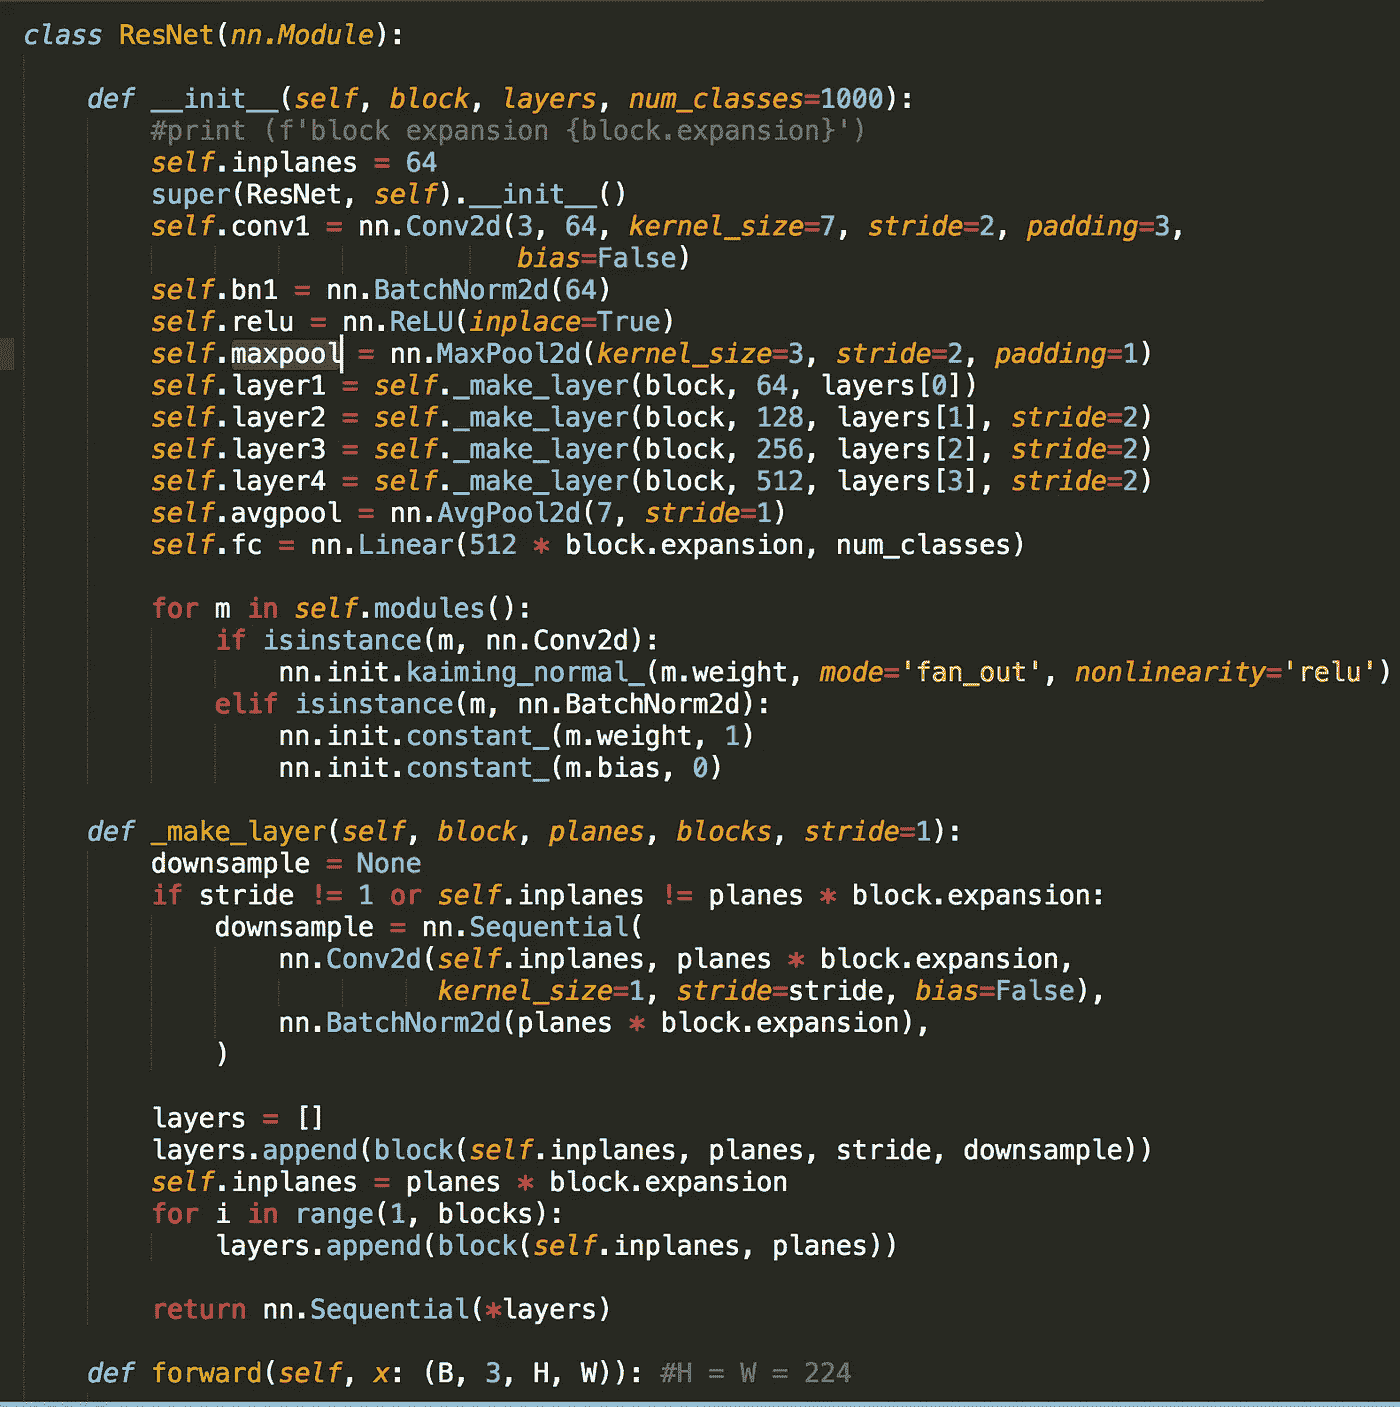 class ResNet(nn.Module):
def __init__(self, block, layers, num_classes=1000):
#print (f'block expansion {block.expansion}')
self.inplanes = 64
super(ResNet, self).__init__()
self.conv1 = nn.Conv2d(3, 64, kernel_size=7, stride=2, padding=3,
bias=False)
self.bn1 = nn.BatchNorm2d(64)
self.relu = nn.ReLU(inplace=True)
self.maxpool = nn.MaxPool2d(kernel_size=3, stride=2, padding=1)
self.layer1 = self._make_layer(block, 64, layers[0])
self.layer2 = self._make_layer(block, 128, layers[1], stride=2)
self.layer3 = self._make_layer(block, 256, layers[2], stride=2)
self.layer4 = self._make_layer(block, 512, layers[3], stride=2)
self.avgpool = nn.AvgPool2d(7, stride=1)
self.fc = nn.Linear(512 * block.expansion, num_classes)
for m in self.modules():
if isinstance(m, nn.Conv2d):
nn.init.kaiming_normal_(m.weight, mode='fan_out', nonlinearity='relu')
elif isinstance(m, nn.BatchNorm2d):
nn.init.constant_(m.weight, 1)
nn.init.constant_(m.bias, 0)
def _make_layer(self, block, planes, blocks, stride=1):
downsample = None
if stride != 1 or self.inplanes != planes * block.expansion:
downsample = nn.Sequential(
nn.Conv2d(self.inplanes, planes * block.expansion,
kernel_size=1, stride=stride, bias=False),
nn.BatchNorm2d(planes * block.expansion),
)
layers = []
layers.append(block(self.inplanes, planes, stride, downsample))
self.inplanes = planes * block.expansion
for i in range(1, blocks):
layers.append(block(self.inplanes, planes))
return nn.Sequential(*layers)
def forward(self, x: (B, 3, H, W)): #H = W = 224